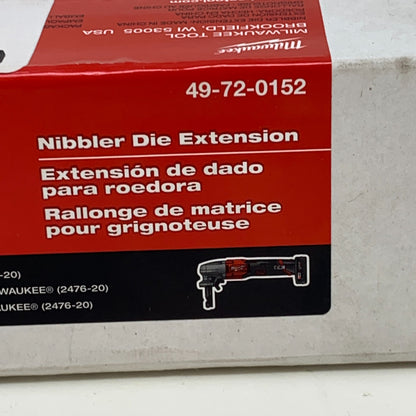 Milwaukee
MILWAUKEE TOOL
BROOKFIELD, WI 53005 USA
49-72-0152
Nibbler Die Extension
Extensión de dado
para roedora
Rallonge de matrice
pour grignoteuse
-20)
WAUKEE® (2476-20)
AUKEE® (2476-20)